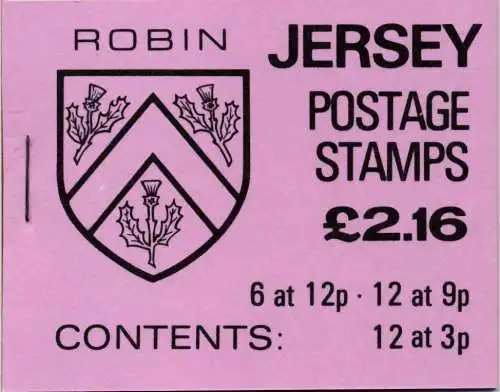 ROBIN
JERSEY
POSTAGE
STAMPS
£2.16
6 at 12p · 12 at 9p
CONTENTS: 12 at 3p